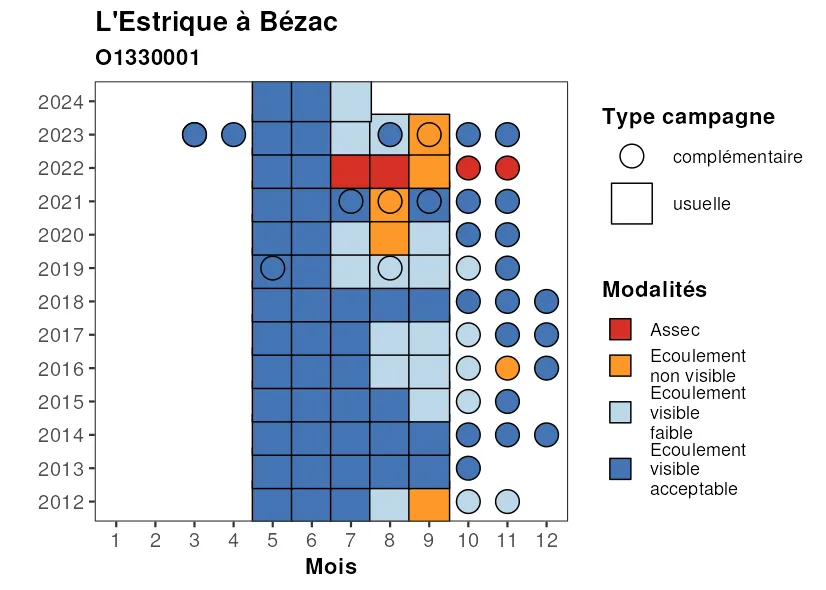 L'Estrique à Bézac
O1330001
2024
2023
2022
2021
2020
2019
2018
2017
2016
2015
2014
2013
2012
1 2 3 4 5 6 7 8 9 10 11 12
Mois
Type campagne
complémentaire
usuelle
Modalités
Assec
Ecoulement
non visible
Ecoulement
visible
faible
Ecoulement
visible
acceptable